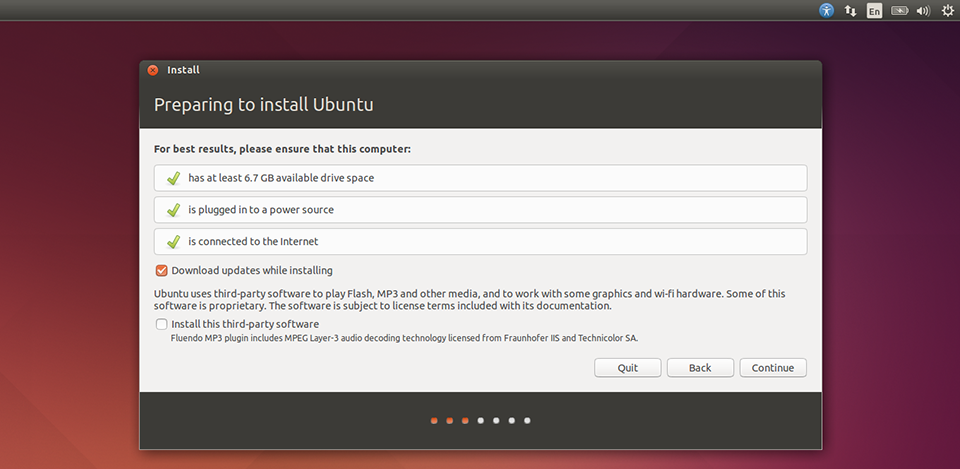 En
Install
Preparing to install Ubuntu
For best results, please ensure that this computer:
has at least 6.7 GB available drive space
is plugged in to a power source
is connected to the Internet
Download updates while installing
Ubuntu uses third-party software to play Flash, MP3 and other media, and to work with some graphics and wi-fi hardware. Some of this
software is proprietary. The software is subject to license terms included with its documentation.
Install this third-party software
Fluendo MP3 plugin includes MPEG Layer-3 audio decoding technology licensed from Fraunhofer IIS and Technicolor SA.
Quit Back Continue